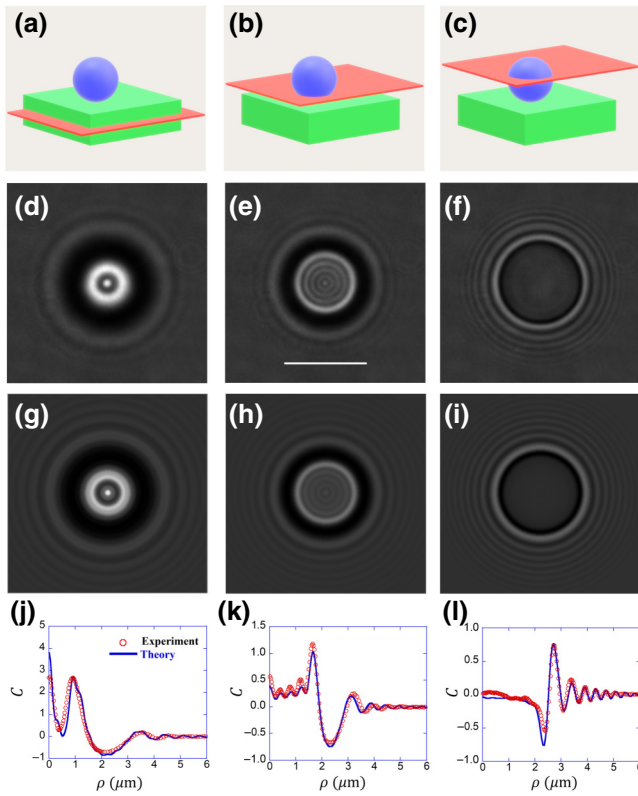 (a) (b) (c)
(d) (e) (f)
(g) (h) (i)
(j) (k) (l)
5
4
3
2
1
0
−1
C
Experiment
Theory
0 1 2 3 4 5 6
ρ (μm)
1.5
1.0
0.5
0.0
-0.5
-1.0
C
0 1 2 3 4 5 6
ρ (μm)
1.0
0.5
0.0
-0.5
-1.0
C
0 1 2 3 4 5 6
ρ (μm)